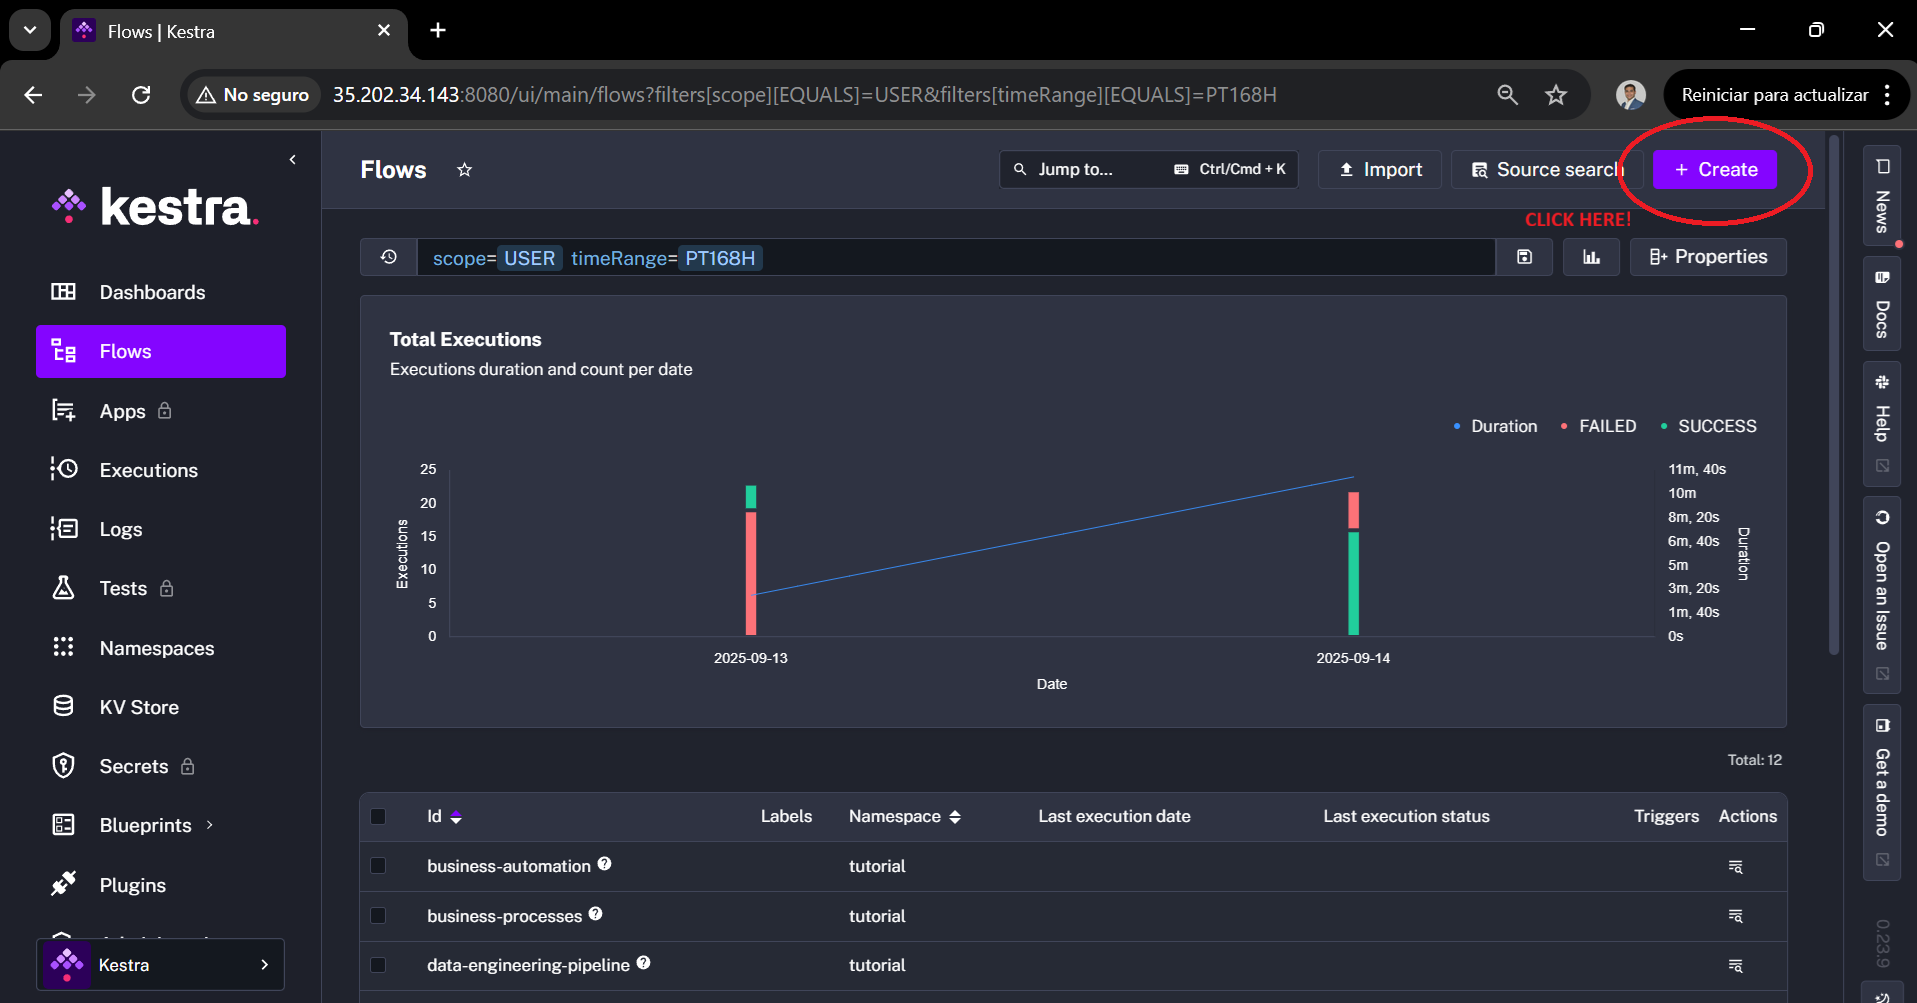 Flows | Kestra
No seguro
35.202.34.143:8080/ui/main/flows?filters[scope][EQUALS]=USER&filters[timeRange][EQUALS]=PT168H
Reiniciar para actualizar
kestra.
Dashboards
Flows
Apps
Executions
Logs
Tests
Namespaces
KV Store
Secrets
Blueprints
Plugins
Kestra
Flows
Jump to...
Ctrl/Cmd + K
Import
Source search
+ Create
CLICK HERE!
scope=USER timeRange=PT168H
Properties
Total Executions
Executions duration and count per date
Duration
FAILED
SUCCESS
Executions
25
20
15
10
5
0
2025-09-13
2025-09-14
Date
11m, 40s
10m
8m, 20s
6m, 40s
5m
3m, 20s
1m, 40s
0s
Duration
Total: 12
Id Labels Namespace Last execution date Last execution status Triggers Actions
business-automation tutorial
business-processes tutorial
data-engineering-pipeline tutorial
News
Docs
Help
Open an Issue
Get a demo
0.23.9